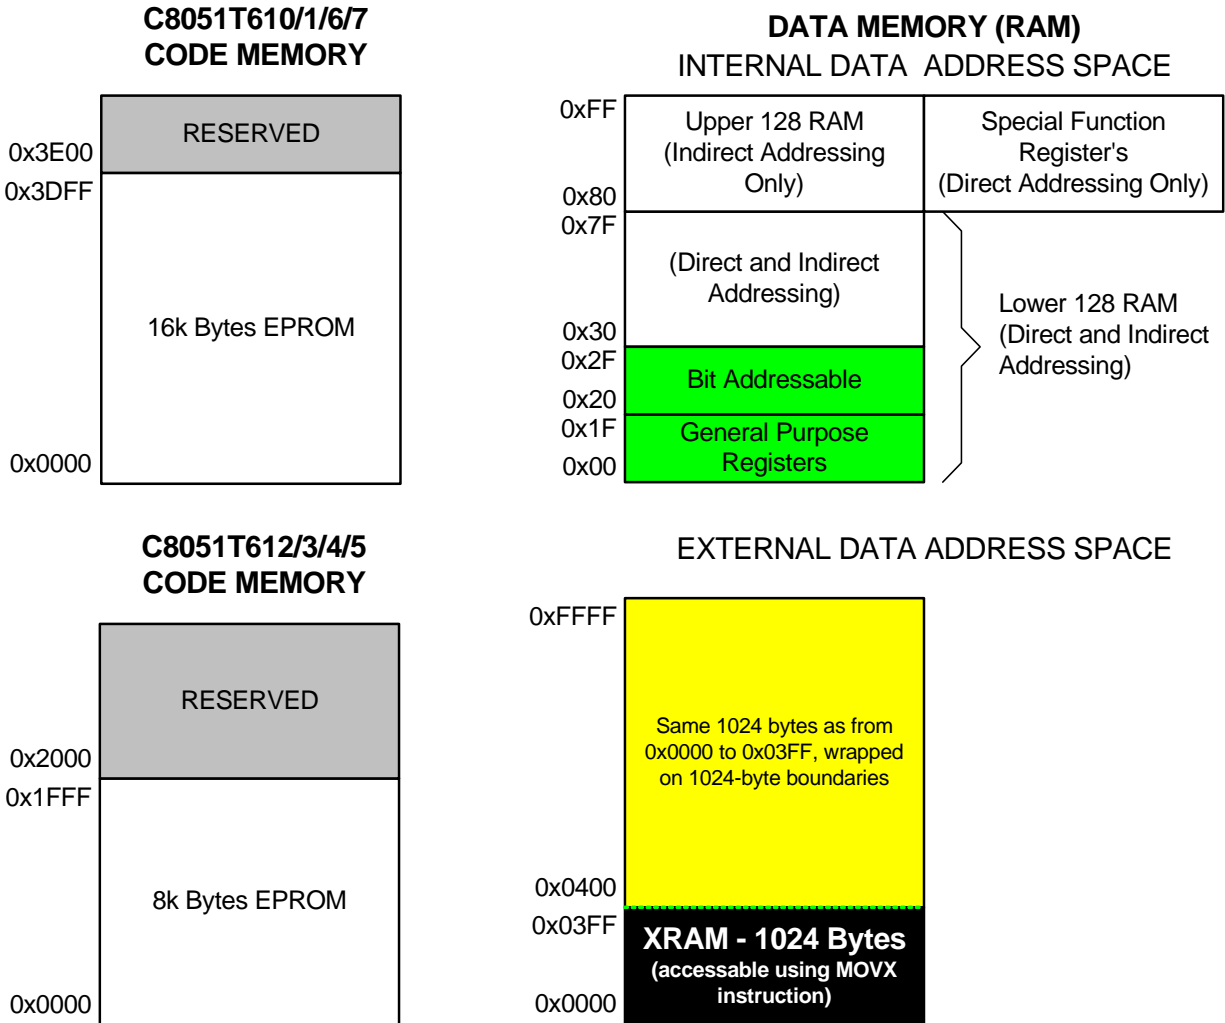 C8051T610/1/6/7
CODE MEMORY
RESERVED
0x3E00
0x3DFF
16k Bytes EPROM
0x0000
DATA MEMORY (RAM)
INTERNAL DATA ADDRESS SPACE
0xFF
Upper 128 RAM
(Indirect Addressing
Only)
0x80
Special Function
Register's
(Direct Addressing Only)
0x7F
(Direct and Indirect
Addressing)
0x30
0x2F
Bit Addressable
0x20
0x1F
General Purpose
Registers
0x00
Lower 128 RAM
(Direct and Indirect
Addressing)
C8051T612/3/4/5
CODE MEMORY
RESERVED
0x2000
0x1FFF
8k Bytes EPROM
0x0000
EXTERNAL DATA ADDRESS SPACE
0xFFFF
Same 1024 bytes as from
0x0000 to 0x03FF, wrapped
on 1024-byte boundaries
0x0400
0x03FF
XRAM - 1024 Bytes
(accessable using MOVX
instruction)
0x0000